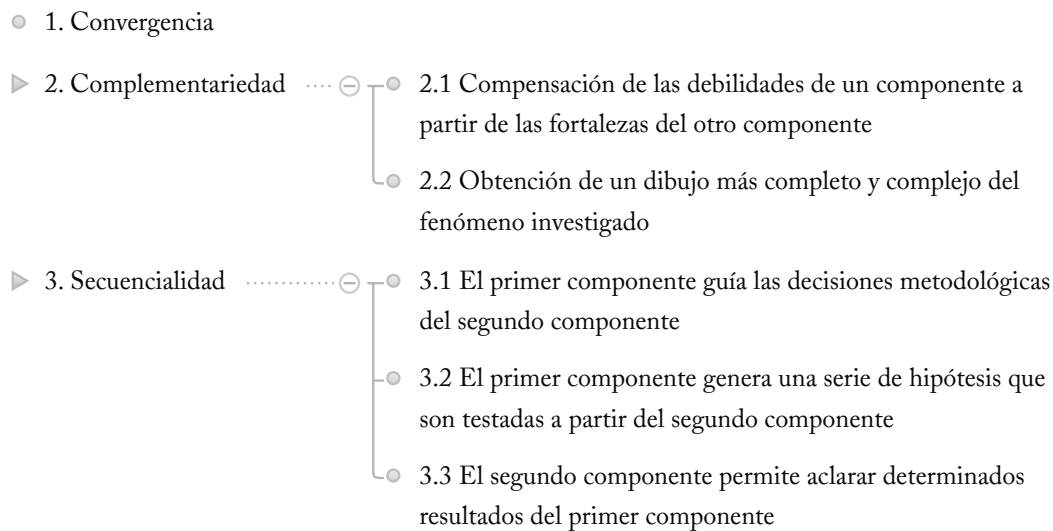 1. Convergencia
2. Complementariedad
2.1 Compensación de las debilidades de un componente a
partir de las fortalezas del otro componente
2.2 Obtención de un dibujo más completo y complejo del
fenómeno investigado
3. Secuencialidad
3.1 El primer componente guía las decisiones metodológicas
del segundo componente
3.2 El primer componente genera una serie de hipótesis que
son testadas a partir del segundo componente
3.3 El segundo componente permite aclarar determinados
resultados del primer componente